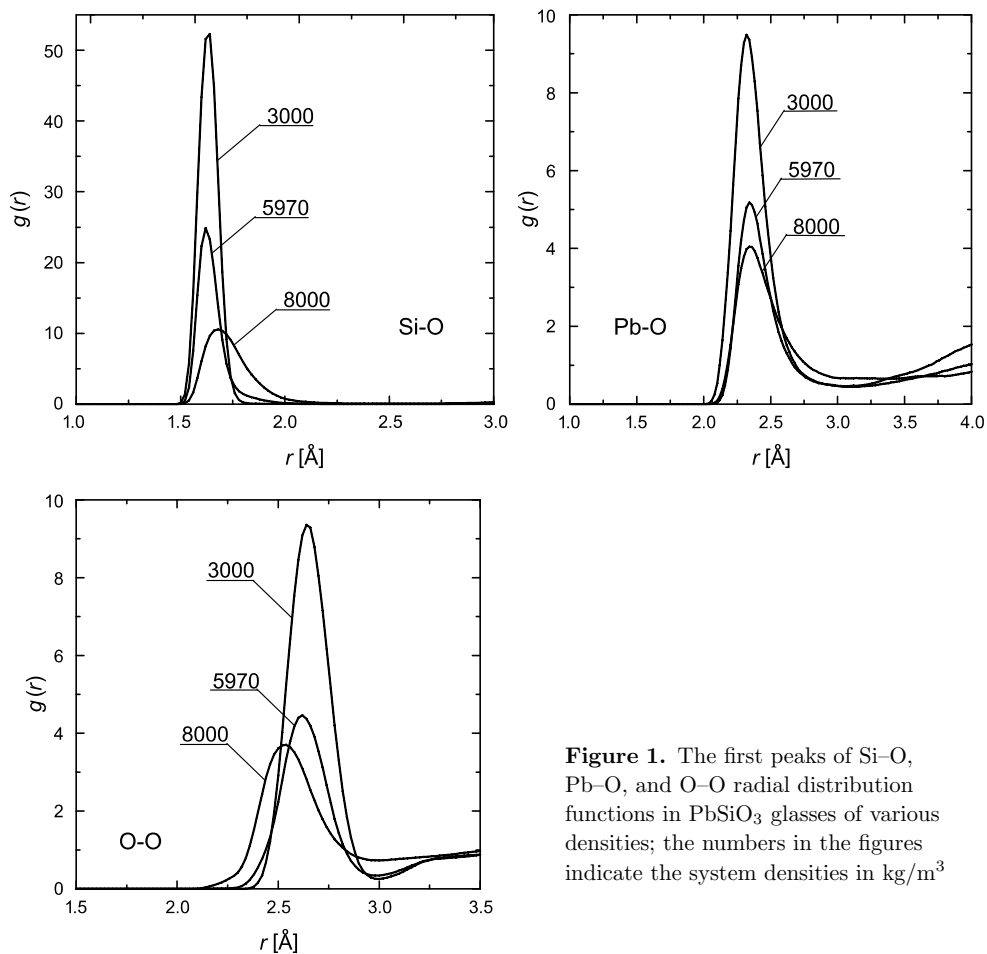 50
40
30
20
10
0
g(r)
3000
5970
8000
Si-O
1.0 1.5 2.0 2.5 3.0
r [Å]
10
8
6
4
2
0
g(r)
3000
5970
8000
Pb-O
1.0 1.5 2.0 2.5 3.0 3.5 4.0
r [Å]
10
8
6
4
2
0
g(r)
3000
5970
8000
O-O
1.5 2.0 2.5 3.0 3.5
r [Å]
Figure 1. The first peaks of Si–O,
Pb–O, and O–O radial distribution
functions in PbSiO₃ glasses of various
densities; the numbers in the figures
indicate the system densities in kg/m³